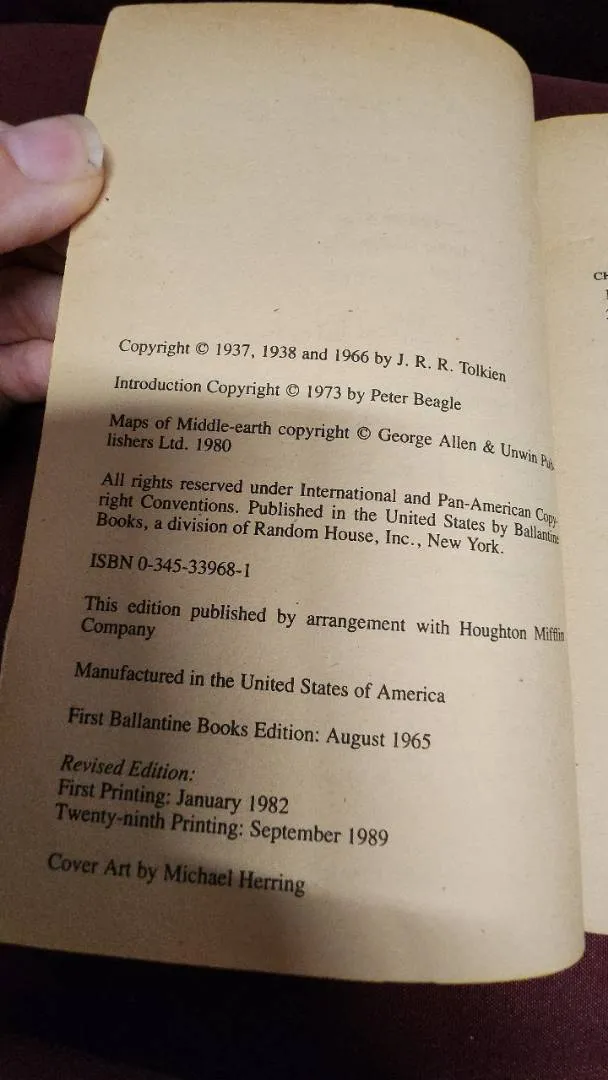 Copyright © 1937, 1938 and 1966 by J. R. R. Tolkien
Introduction Copyright © 1973 by Peter Beagle
Maps of Middle-earth copyright © George Allen & Unwin Pub-
lishers Ltd. 1980
All rights reserved under International and Pan-American Copy-
right Conventions. Published in the United States by Ballantine
Books, a division of Random House, Inc., New York.
ISBN 0-345-33968-1
This edition published by arrangement with Houghton Mifflin
Company
Manufactured in the United States of America
First Ballantine Books Edition: August 1965
Revised Edition:
First Printing: January 1982
Twenty-ninth Printing: September 1989
Cover Art by Michael Herring